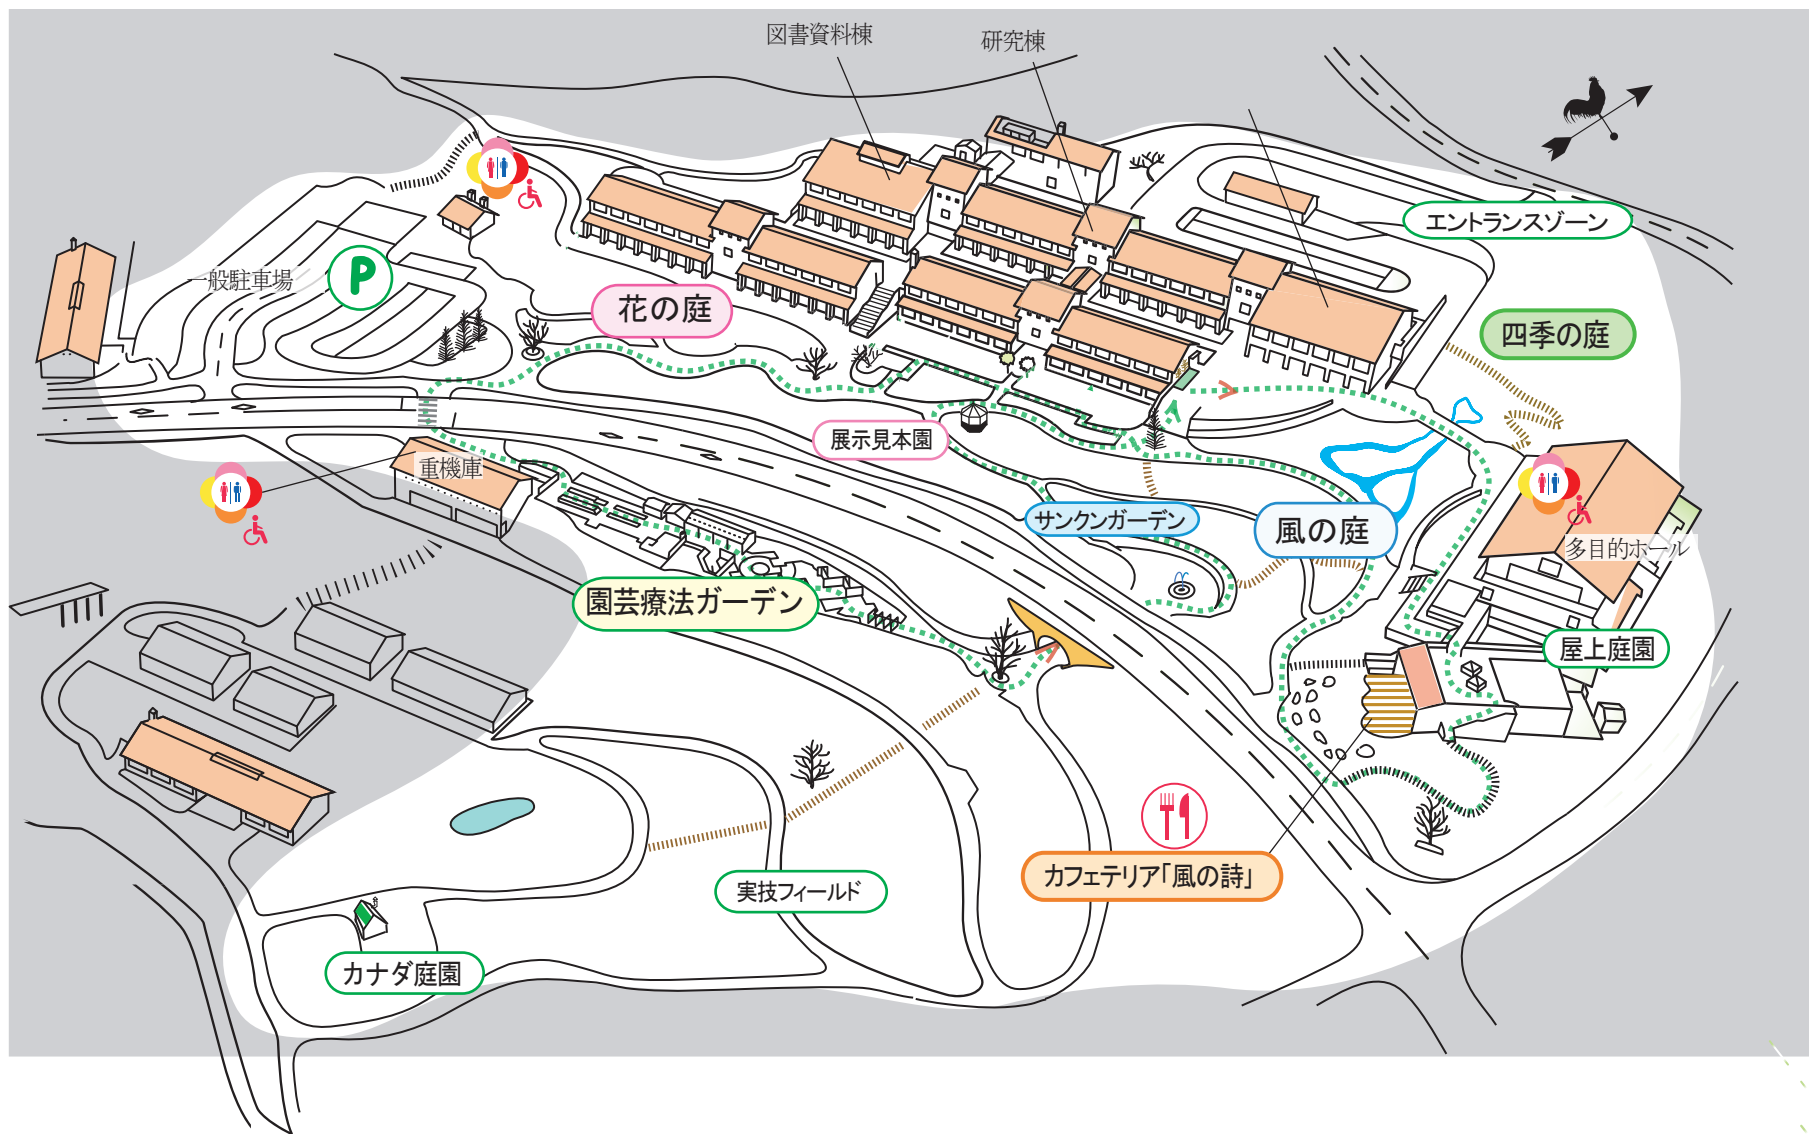 図書資料棟
研究棟
エントランスゾーン
一般駐車場
P
花の庭
四季の庭
展示見本園
重機庫
サンクンガーデン
風の庭
多目的ホール
園芸療法ガーデン
屋上庭園
カフェテリア「風の詩」
実技フィールド
カナダ庭園